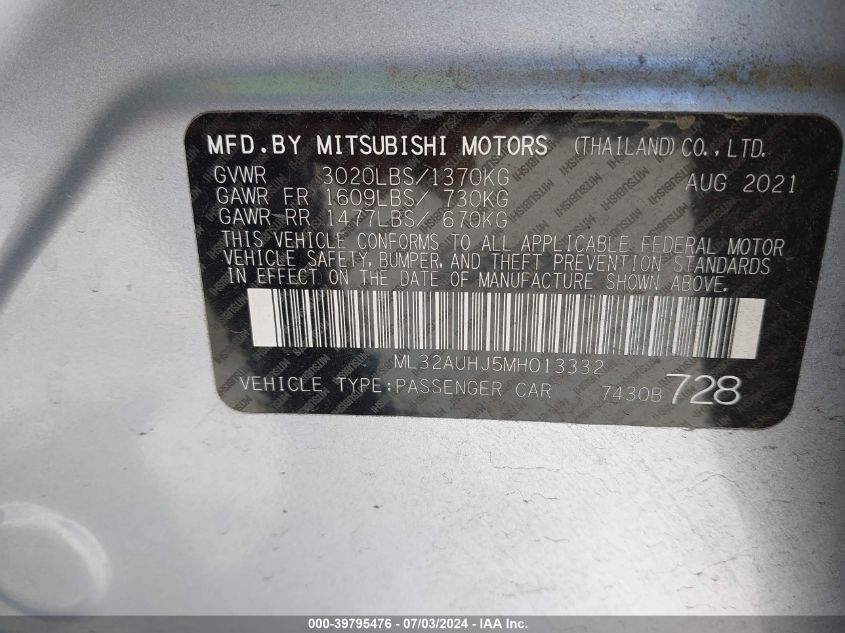 MFD.BY MITSUBISHI MOTORS (THAILAND) CO., LTD.
GVWR 3020LBS/1370KG AUG 2021
GAWR FR 1609LBS/ 730KG
GAWR-RR 1477LBS/ 670KG
THIS VEHICLE CONFORMS TO ALL APPLICABLE FEDERAL MOTOR
VEHICLE SAFETY, BUMPER, AND THEFT PREVENTION STANDARDS
IN EFFECT ON THE DATE OF MANUFACTURE SHOWN ABOVE.
ML32AUHJ5MH013332
VEHICLE TYPE:PASSENGER CAR 7430B 728
000-39795476 - 07/03/2024 - IAA Inc.